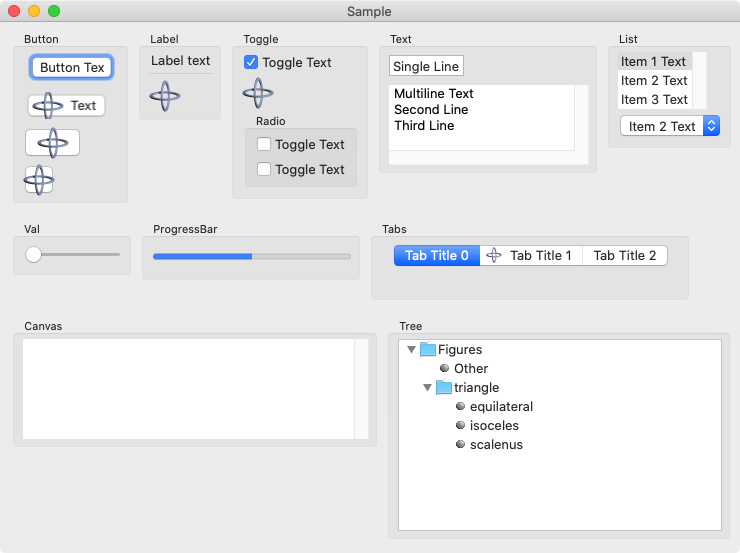 Sample
Button
Button Tex
Text
Label
Label text
Toggle
Toggle Text
Radio
Toggle Text
Toggle Text
Text
Single Line
Multiline Text
Second Line
Third Line
List
Item 1 Text
Item 2 Text
Item 3 Text
Item 2 Text
Val
ProgressBar
Tabs
Tab Title 0
Tab Title 1
Tab Title 2
Canvas
Tree
Figures
Other
triangle
equilateral
isoceles
scalenus